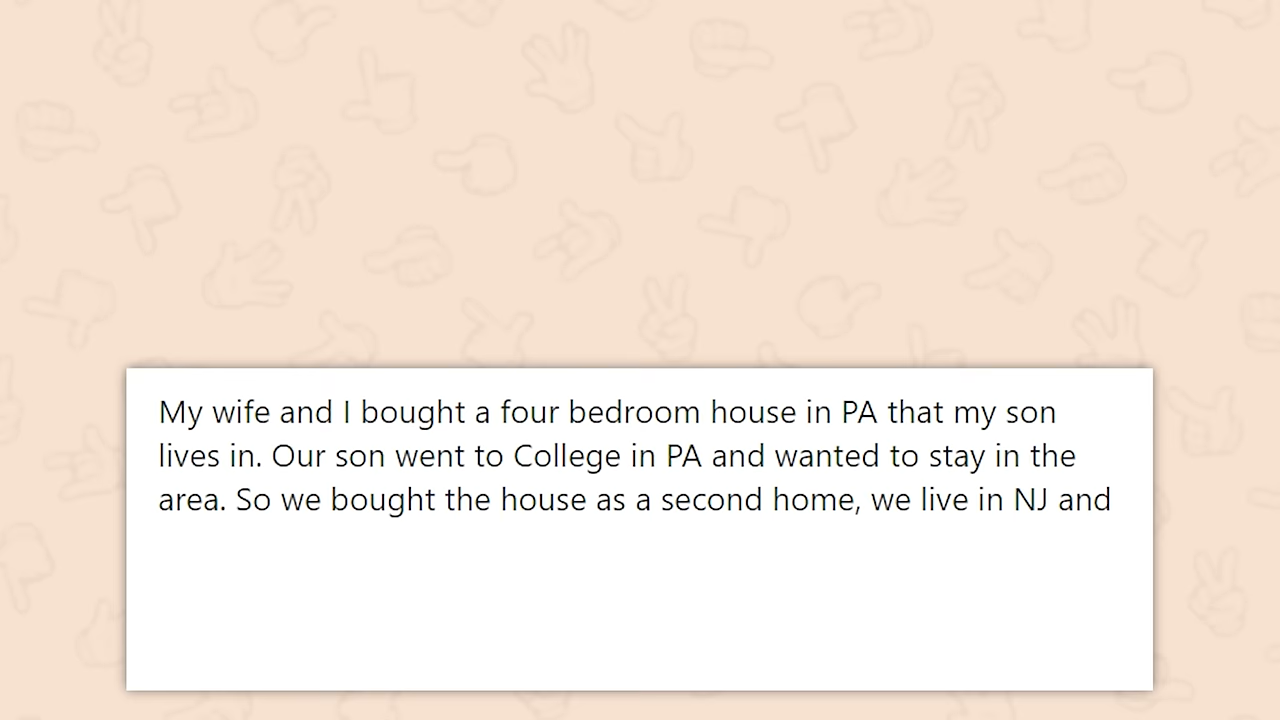 My wife and I bought a four bedroom house in PA that my son
lives in. Our son went to College in PA and wanted to stay in the
area. So we bought the house as a second home, we live in NJ and